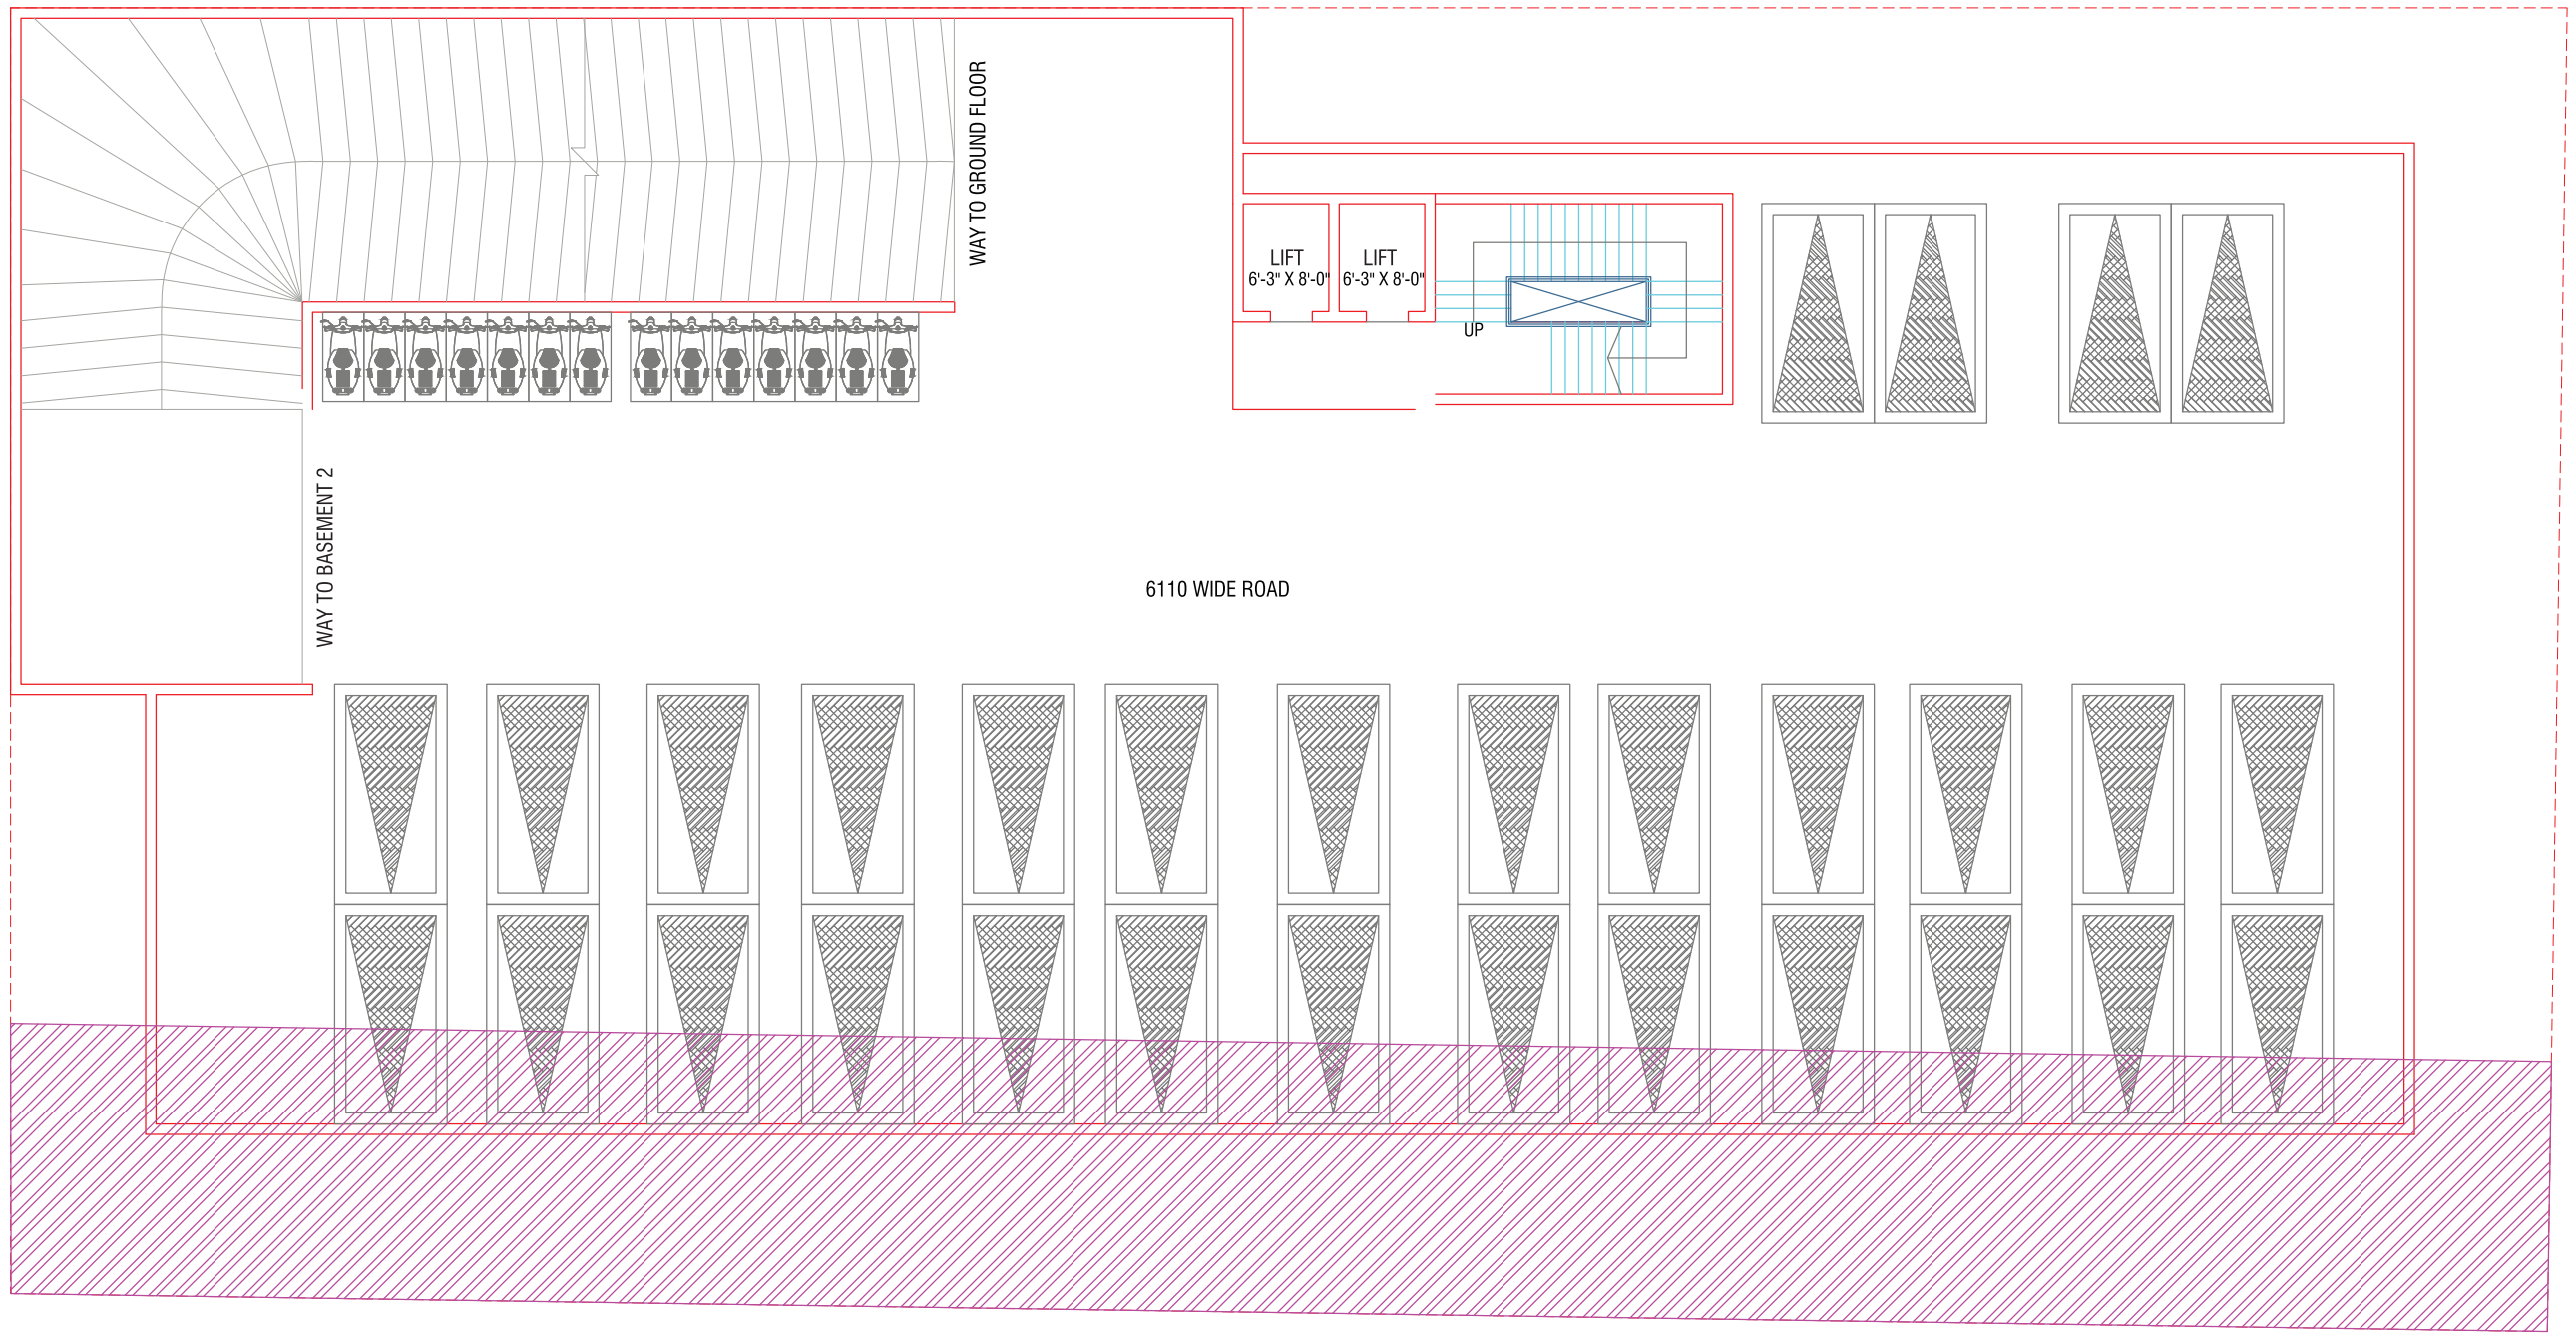 WAY TO GROUND FLOOR
LIFT
6'-3" X 8'-0"
LIFT
6'-3" X 8'-0"
UP
WAY TO BASEMENT 2
6110 WIDE ROAD